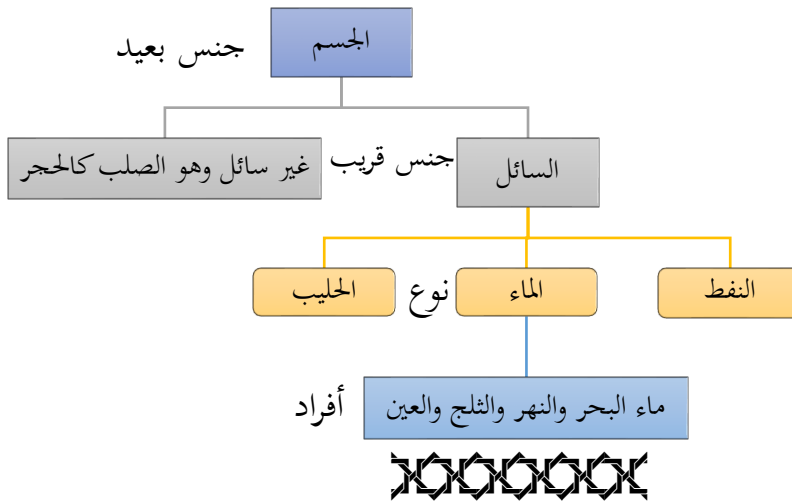 الجسم
جنس بعيد
السائل
جنس قريب
غير سائل وهو الصلب كالحجر
النفط
الماء
نوع
الحليب
ماء البحر والنهر والثلج والعين
أفراد